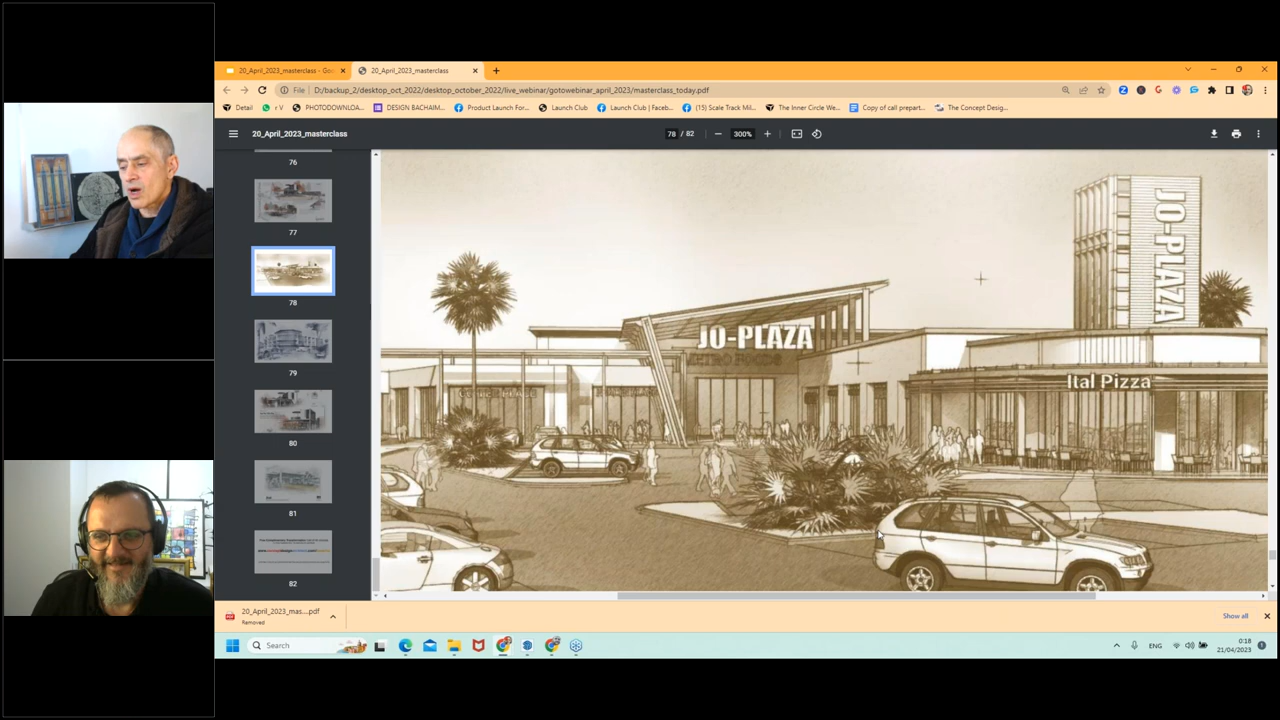 20_April_2023_masterclass - Go
20_April_2023_masterclass
File
D:/backup_2/desktop_oct_2022/desktop_october_2022/live_webinar/gotowebinar_april_2023/masterclass_today.pdf
Detail
r V
PHOTODOWNLOA...
DESIGN BACHAIM...
Product Launch For...
Launch Club
Launch Club | Faceb...
(15) Scale Track Mil...
The Inner Circle We...
Copy of call prepart...
The Concept Desig...
20_April_2023_masterclass
78 / 82
300%
76
77
78
79
80
81
82
JO-PLAZA
JO-PLAZA
Ital Pizza
20_April_2023_mas....pdf
Removed
Show all
Search
ENG
0:18
21/04/2023